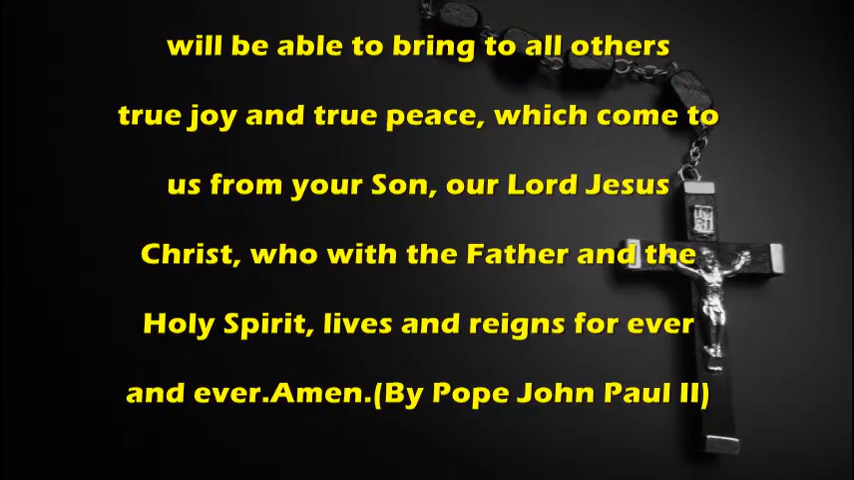 will be able to bring to all others
true joy and true peace, which come to
us from your Son, our Lord Jesus
Christ, who with the Father and the
Holy Spirit, lives and reigns for ever
and ever.Amen.(By Pope John Paul II)